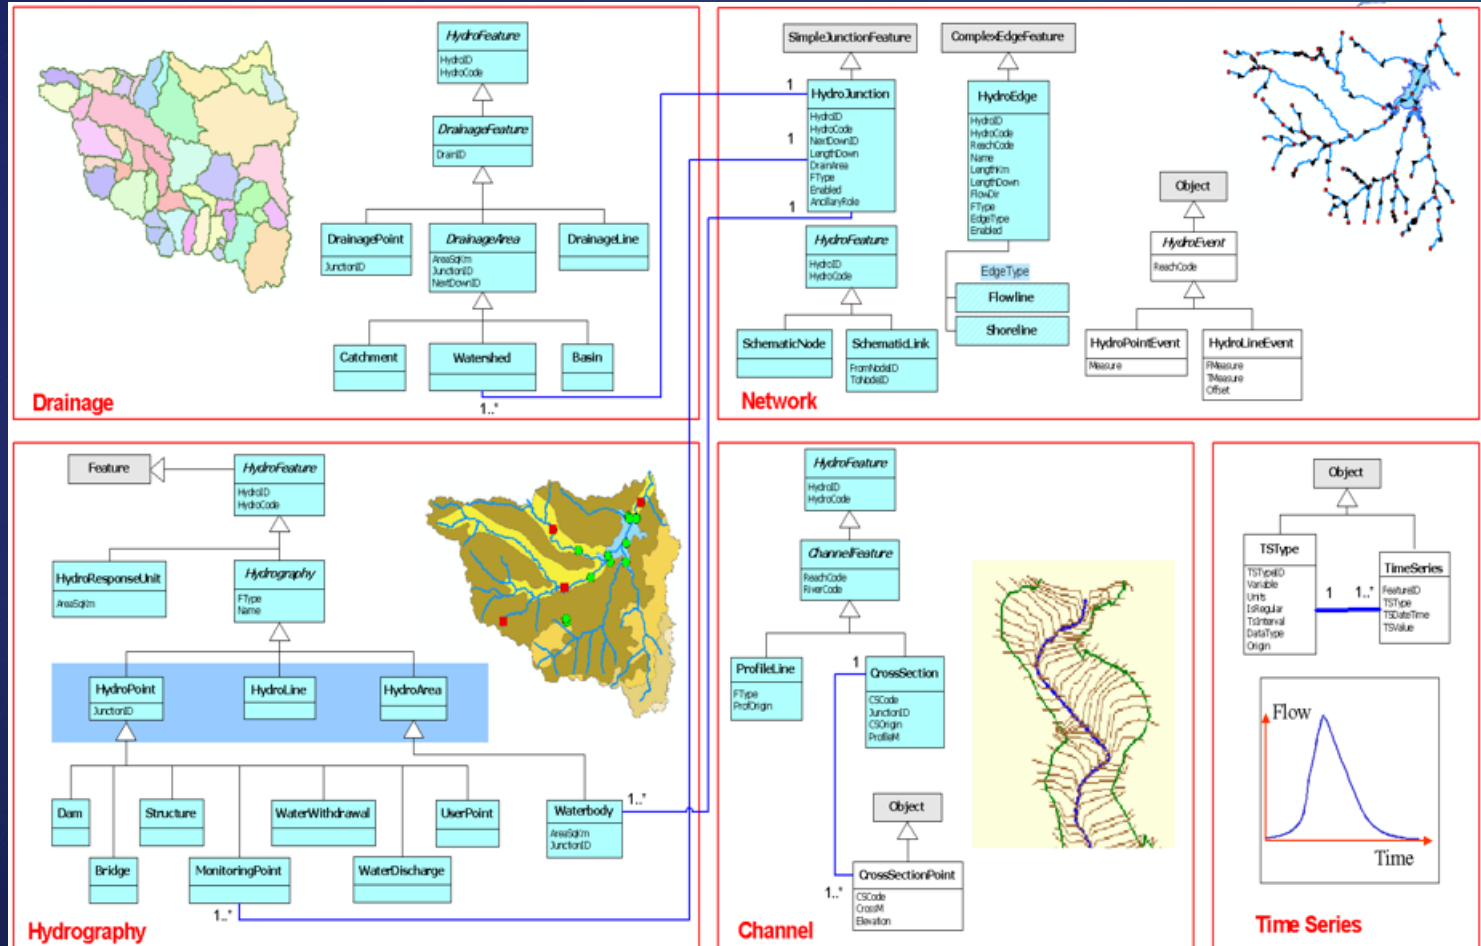 HydroFeature
HydroID
HydroCode
DrainageFeature
DrainID
DrainagePoint
JunctionID
DrainageArea
AreaSqKm
JunctionID
NextDownID
DrainageLine
Catchment
Watershed
Basin
1..*
Drainage
SimpleJunctionFeature
ComplexEdgeFeature
1
HydroJunction
HydroID
HydroCode
NextDownID
LengthDown
DrainArea
FType
Enabled
AncillaryRole
1
1
HydroEdge
HydroID
HydroCode
ReachCode
Name
LengthKm
LengthDown
FlowDir
FType
EdgeType
Enabled
HydroFeature
HydroID
HydroCode
EdgeType
Flowline
Shoreline
SchematicNode
SchematicLink
FromNodeID
ToNodeID
Object
HydroEvent
ReachCode
HydroPointEvent
Measure
HydroLineEvent
FMeasure
TMeasure
Offset
Network
Feature
HydroFeature
HydroID
HydroCode
HydroResponseUnit
AreaSqKm
Hydrography
FType
Name
HydroPoint
JunctionID
HydroLine
HydroArea
Dam
Structure
WaterWithdrawal
UserPoint
Waterbody
AreaSqKm
JunctionID
1..*
Bridge
MonitoringPoint
WaterDischarge
1..*
Hydrography
HydroFeature
HydroID
HydroCode
ChannelFeature
ReachCode
RiverCode
ProfileLine
FType
ProfOrigin
1
CrossSection
CSCode
JunctionID
CSOrigin
ProfileM
Object
CrossSectionPoint
CSCode
CrossM
Elevation
1..*
Channel
Object
TSType
TSTypeID
Variable
Units
IsRegular
TsInterval
DataType
Origin
1
1..*
TimeSeries
FeatureID
TSType
TSDateTime
TSValue
Flow
Time
Time Series